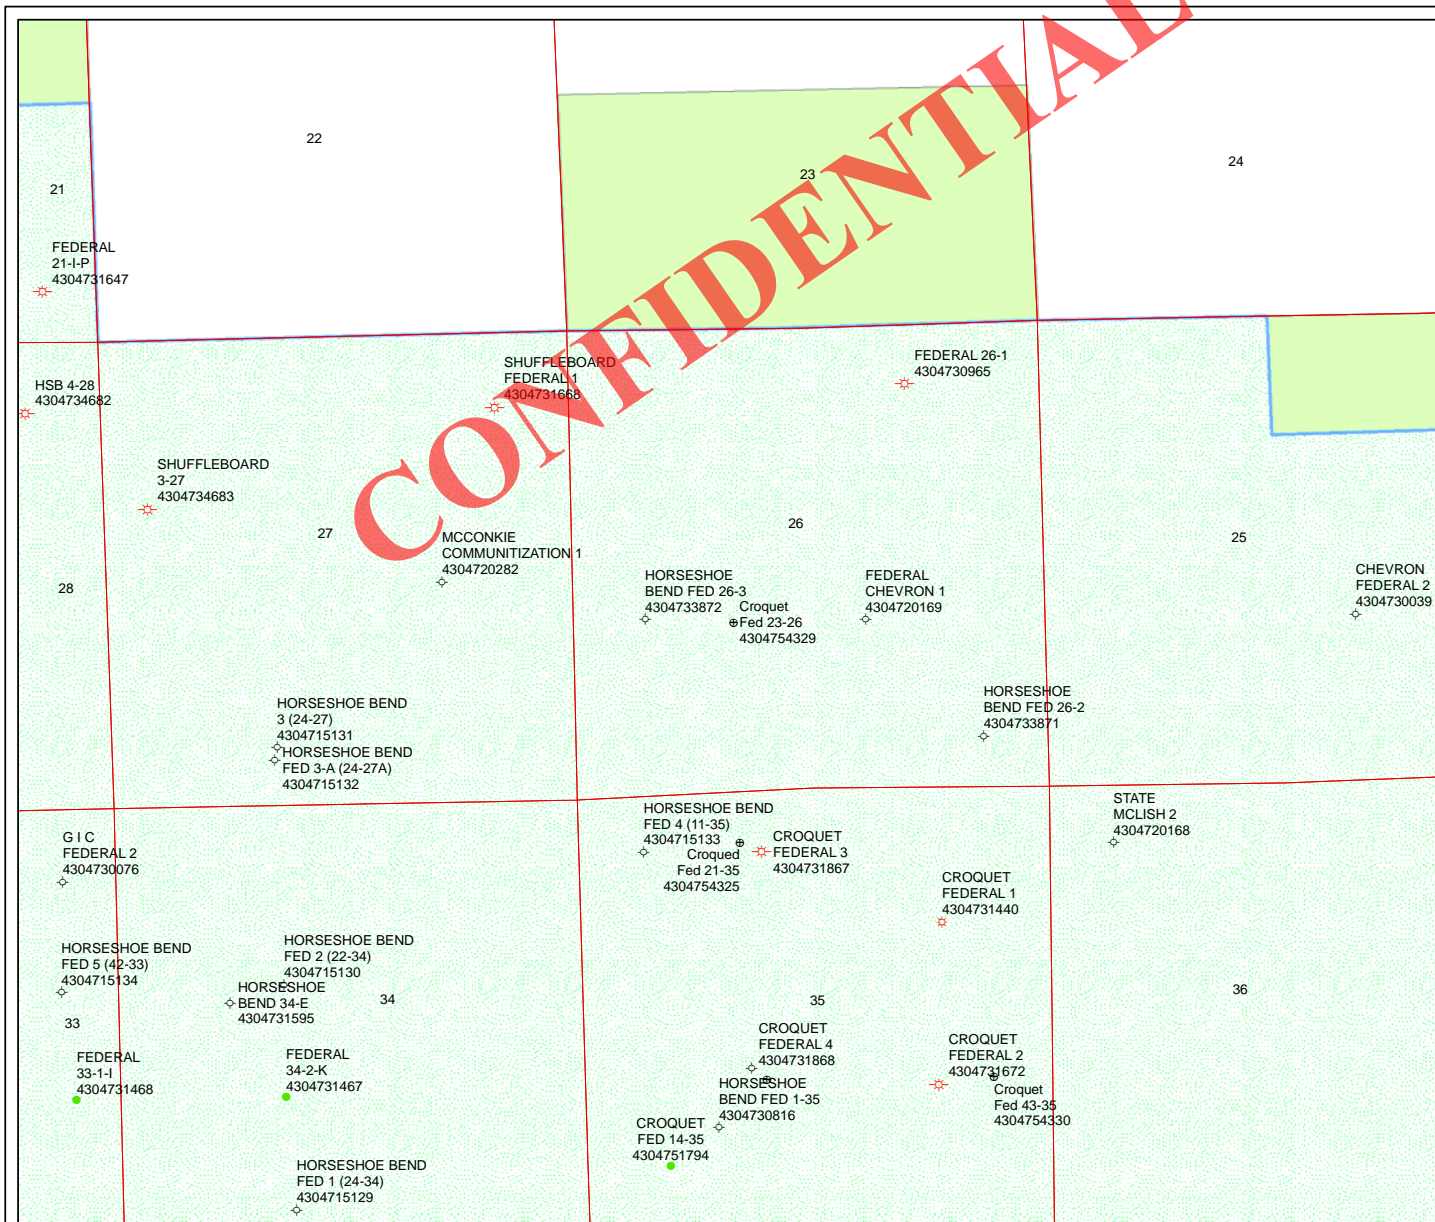 CONFIDENTIAL
22
23
24
21
FEDERAL
21-I-P
4304731647
HSB 4-28
4304734682
SHUFFLEBOARD
FEDERAL 1
4304731668
FEDERAL 26-1
4304730965
SHUFFLEBOARD
3-27
4304734683
27
26
25
28
MCCONKIE
COMMUNITIZATION 1
4304720282
HORSESHOE
BEND FED 26-3
4304733872
Croquet
Fed 23-26
4304754329
FEDERAL
CHEVRON 1
4304720169
CHEVRON
FEDERAL 2
4304730039
HORSESHOE
BEND FED 26-2
4304733871
HORSESHOE BEND
3 (24-27)
4304715131
HORSESHOE BEND
FED 3-A (24-27A)
4304715132
G I C
FEDERAL 2
4304730076
HORSESHOE BEND
FED 4 (11-35)
4304715133
Croqued
Fed 21-35
4304754325
CROQUET
FEDERAL 3
4304731867
STATE
MCLISH 2
4304720168
CROQUET
FEDERAL 1
4304731440
HORSESHOE BEND
FED 5 (42-33)
4304715134
HORSESHOE BEND
FED 2 (22-34)
4304715130
HORSESHOE
BEND 34-E
4304731595
34
35
36
33
FEDERAL
33-1-I
4304731468
FEDERAL
34-2-K
4304731467
CROQUET
FEDERAL 4
4304731868
HORSESHOE
BEND FED 1-35
4304730816
CROQUET
FEDERAL 2
4304731672
Croquet
Fed 43-35
4304754330
CROQUET
FED 14-35
4304751794
HORSESHOE BEND
FED 1 (24-34)
4304715129